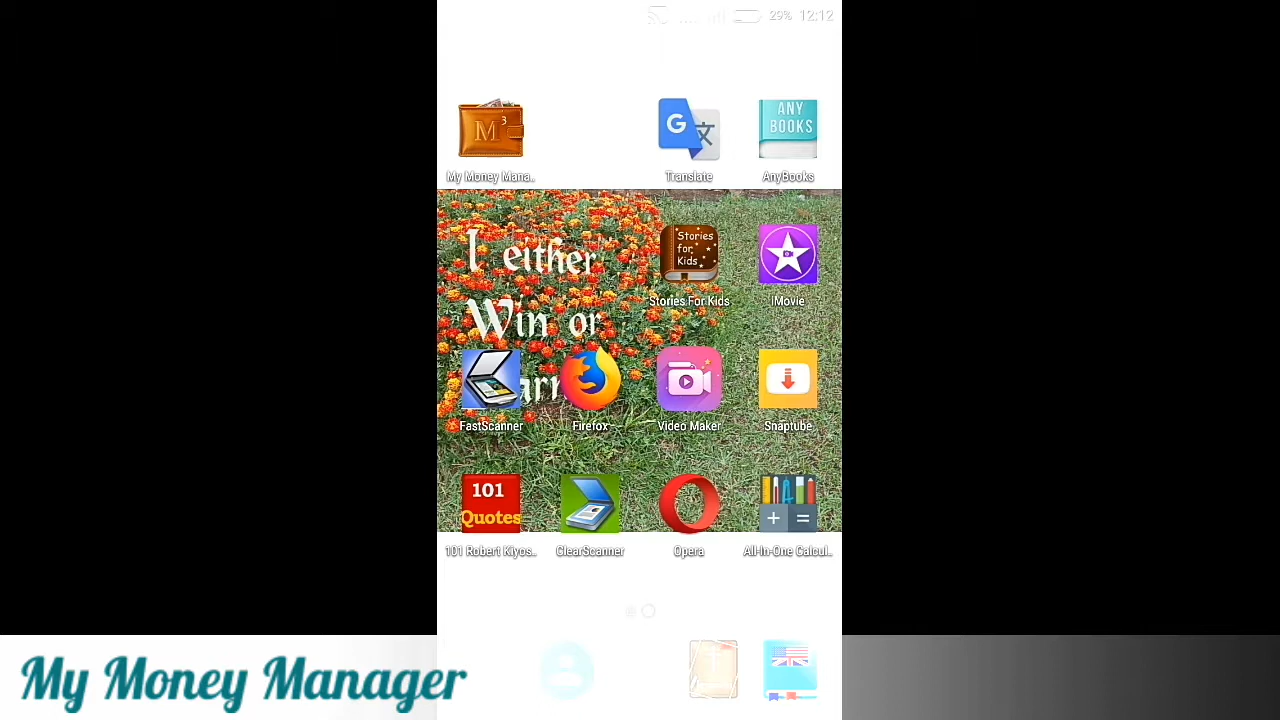 29% 12:12
M3
G 文
ANY
BOOKS
My Money Mana..
Translate
AnyBooks
I either
Win or
Stories
for
Kids
Stories For Kids
iMovie
FastScanner
Firefox
Video Maker
Snaptube
101
Quotes
101 Robert Kiyos..
ClearScanner
Opera
+ =
All-In-One Calcul..
My Money Manager